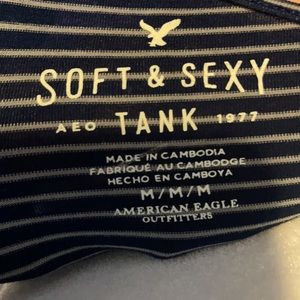 SOFT & SEXY
AEO TANK 1977
MADE IN CAMBODIA
FABRIQUÉ AU CAMBODGE
HECHO EN CAMBOYA
M/M/M
AMERICAN EAGLE
OUTFITTERS